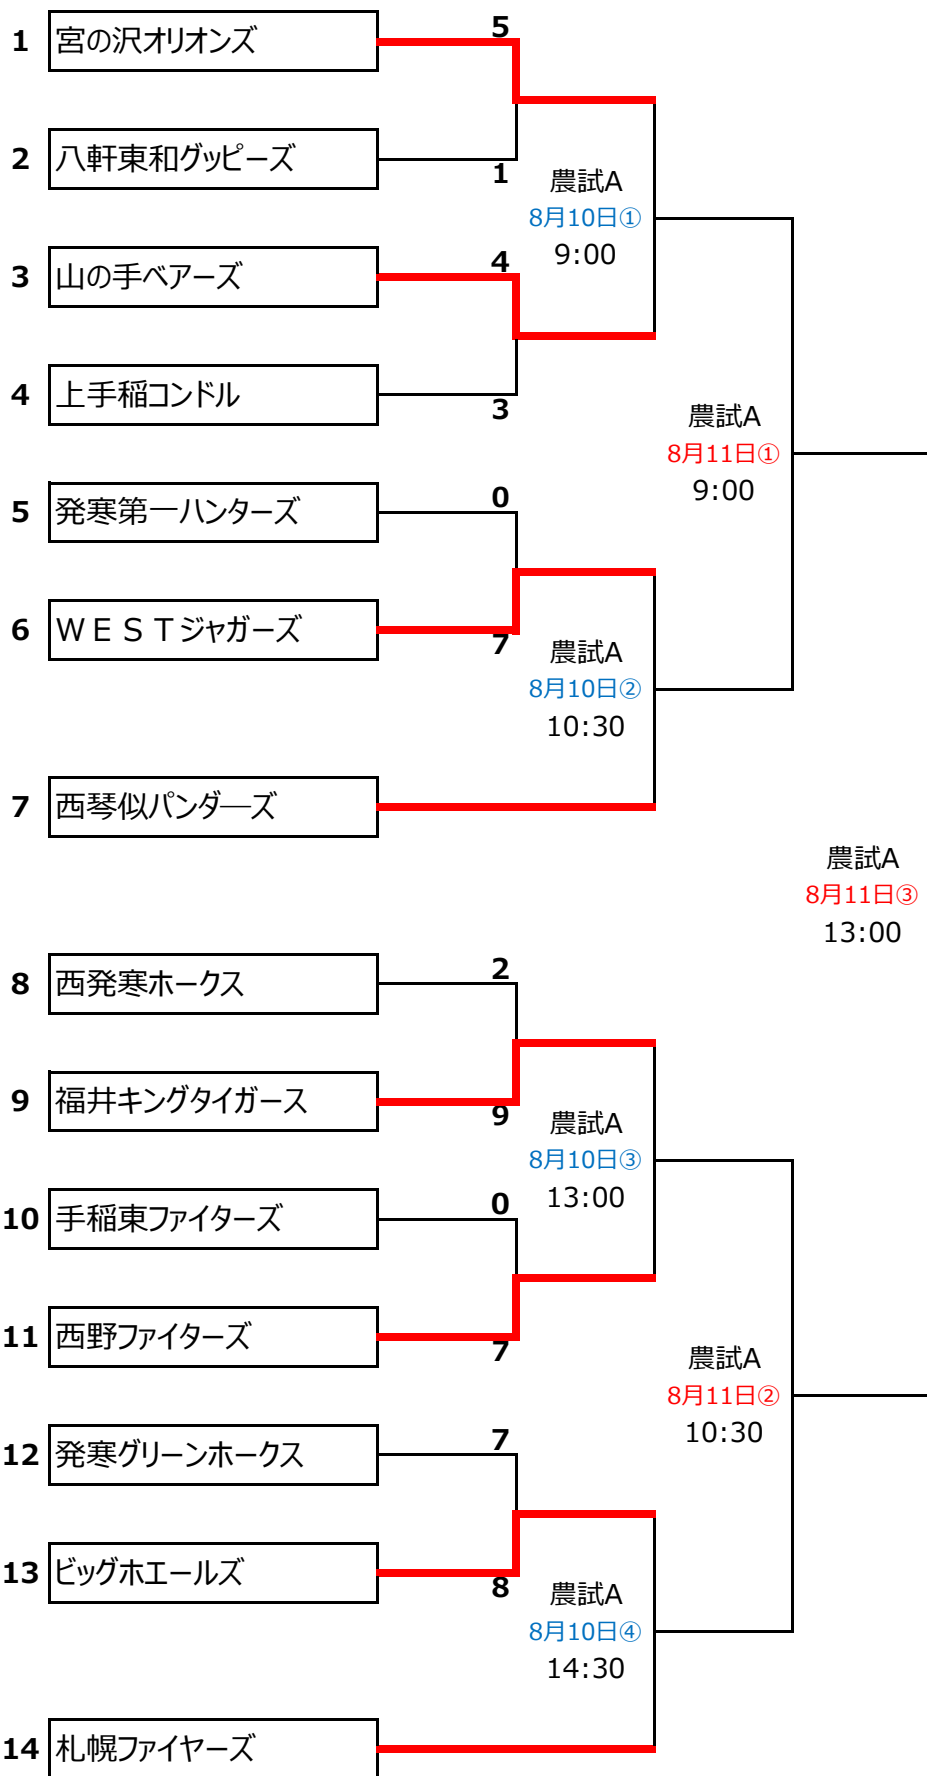 1 宮の沢オリオンズ 5
2 八軒東和グッピーズ 1
農試A
8月10日①
9:00
3 山の手ベアーズ 4
4 上手稲コンドル 3
農試A
8月11日①
9:00
5 発寒第一ハンターズ 0
6 ＷＥＳＴジャガーズ 7
農試A
8月10日②
10:30
7 西琴似パンダ―ズ
農試A
8月11日③
13:00
8 西発寒ホークス 2
9 福井キングタイガース 9
農試A
8月10日③
13:00
10 手稲東ファイターズ 0
11 西野ファイターズ 7
農試A
8月11日②
10:30
12 発寒グリーンホークス 7
13 ビッグホエールズ 8
農試A
8月10日④
14:30
14 札幌ファイヤーズ